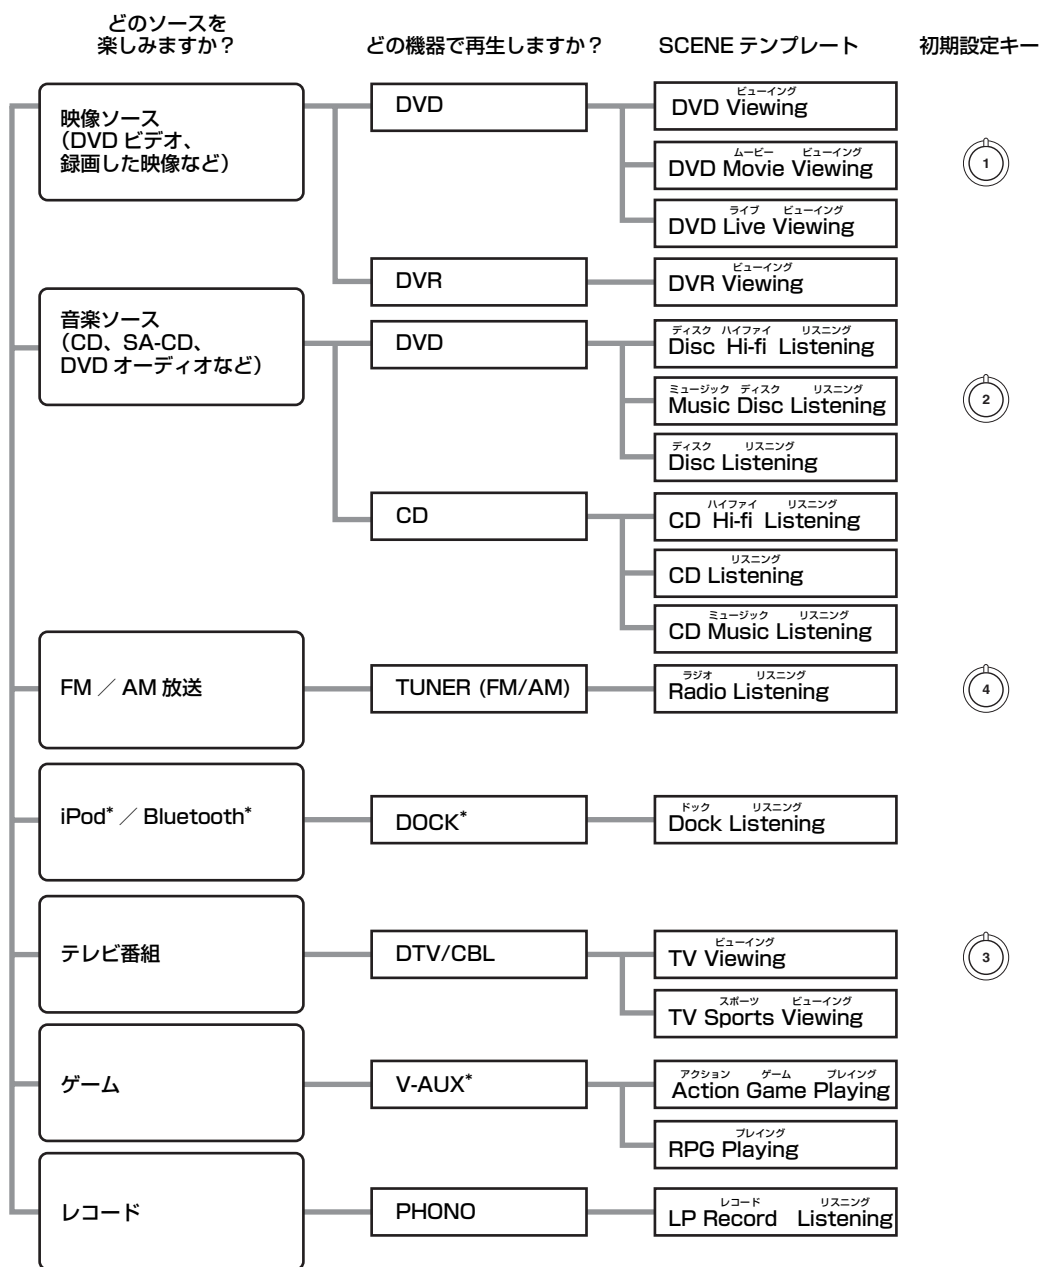 どのソースを
楽しみますか？
どの機器で再生しますか？
SCENE テンプレート
初期設定キー
映像ソース
（DVD ビデオ、
録画した映像など）
DVD
ビューイング
DVD Viewing
ムービー ビューイング
DVD Movie Viewing
1
ライブ ビューイング
DVD Live Viewing
DVR
ビューイング
DVR Viewing
音楽ソース
（CD、SA-CD、
DVD オーディオなど）
DVD
ディスク ハイファイ リスニング
Disc Hi-fi Listening
ミュージック ディスク リスニング
Music Disc Listening
2
ディスク リスニング
Disc Listening
CD
ハイファイ リスニング
CD Hi-fi Listening
リスニング
CD Listening
ミュージック リスニング
CD Music Listening
FM ／ AM 放送
TUNER (FM/AM)
ラジオ リスニング
Radio Listening
4
iPod* ／ Bluetooth*
DOCK*
ドック リスニング
Dock Listening
テレビ番組
DTV/CBL
ビューイング
TV Viewing
3
スポーツ ビューイング
TV Sports Viewing
ゲーム
V-AUX*
アクション ゲーム プレイング
Action Game Playing
プレイング
RPG Playing
レコード
PHONO
レコード リスニング
LP Record Listening